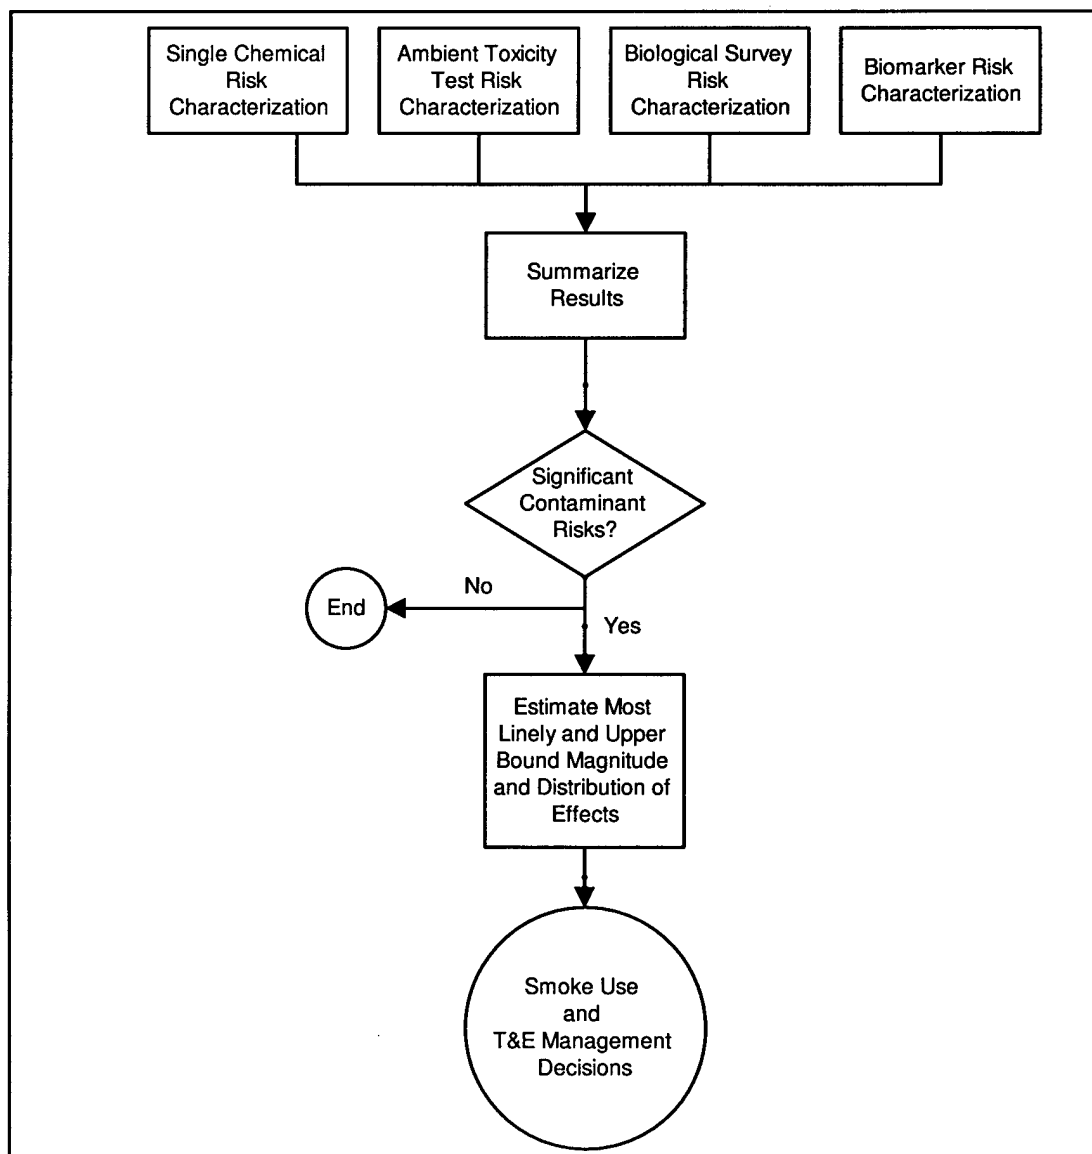 Single Chemical
Risk
Characterization
Ambient Toxicity
Test Risk
Characterization
Biological Survey
Risk
Characterization
Biomarker Risk
Characterization
Summarize
Results
Significant
Contaminant
Risks?
No
End
Yes
Estimate Most
Linely and Upper
Bound Magnitude
and Distribution of
Effects
Smoke Use
and
T&E Management
Decisions